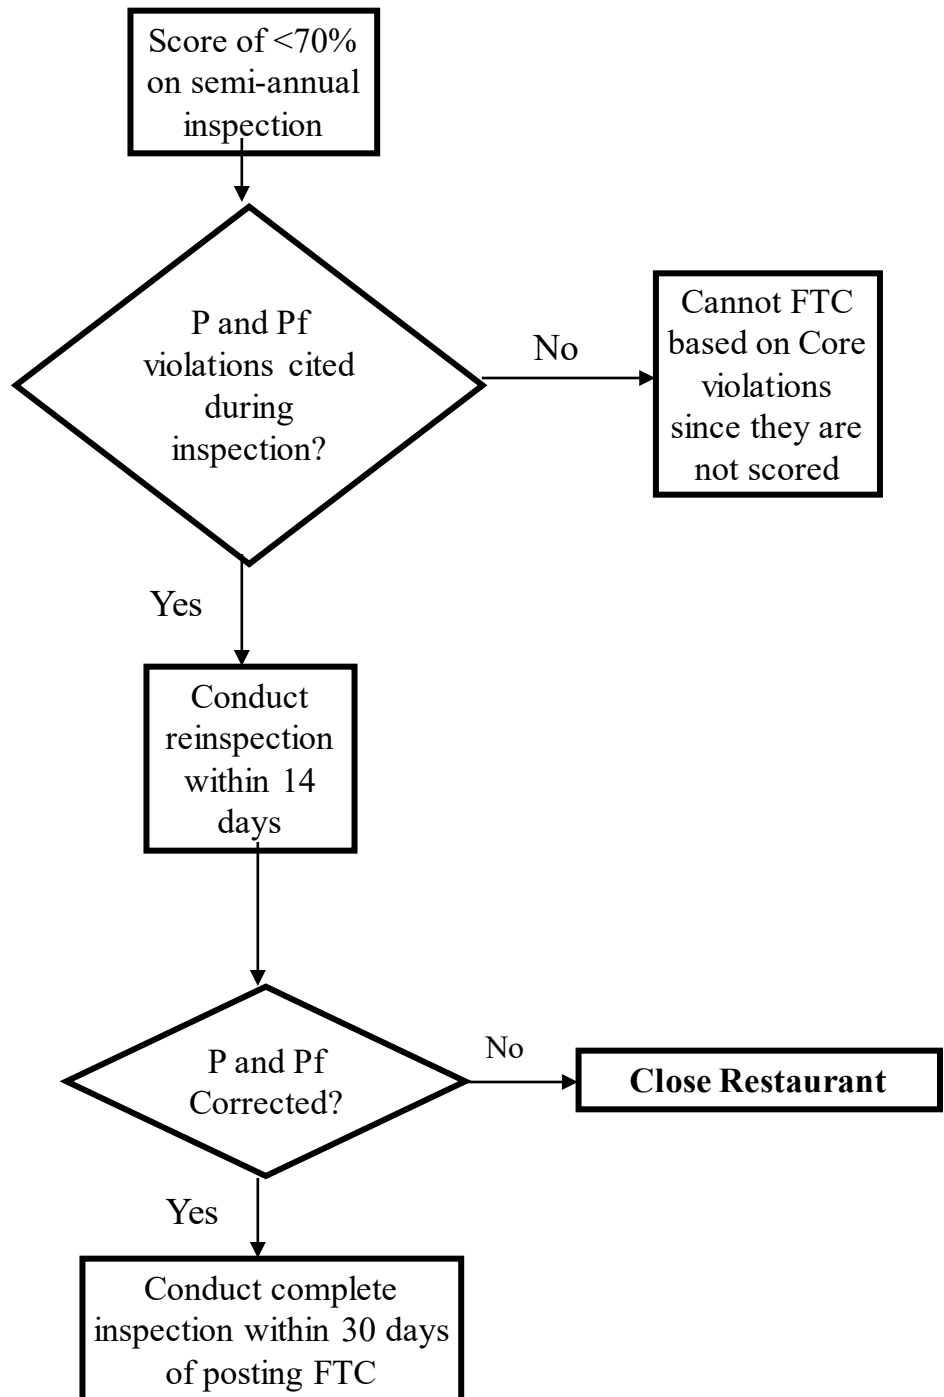 Score of <70%
on semi-annual
inspection
P and Pf
violations cited
during
inspection?
No
Cannot FTC
based on Core
violations
since they are
not scored
Yes
Conduct
reinspection
within 14
days
P and Pf
Corrected?
No
Close Restaurant
Yes
Conduct complete
inspection within 30 days
of posting FTC